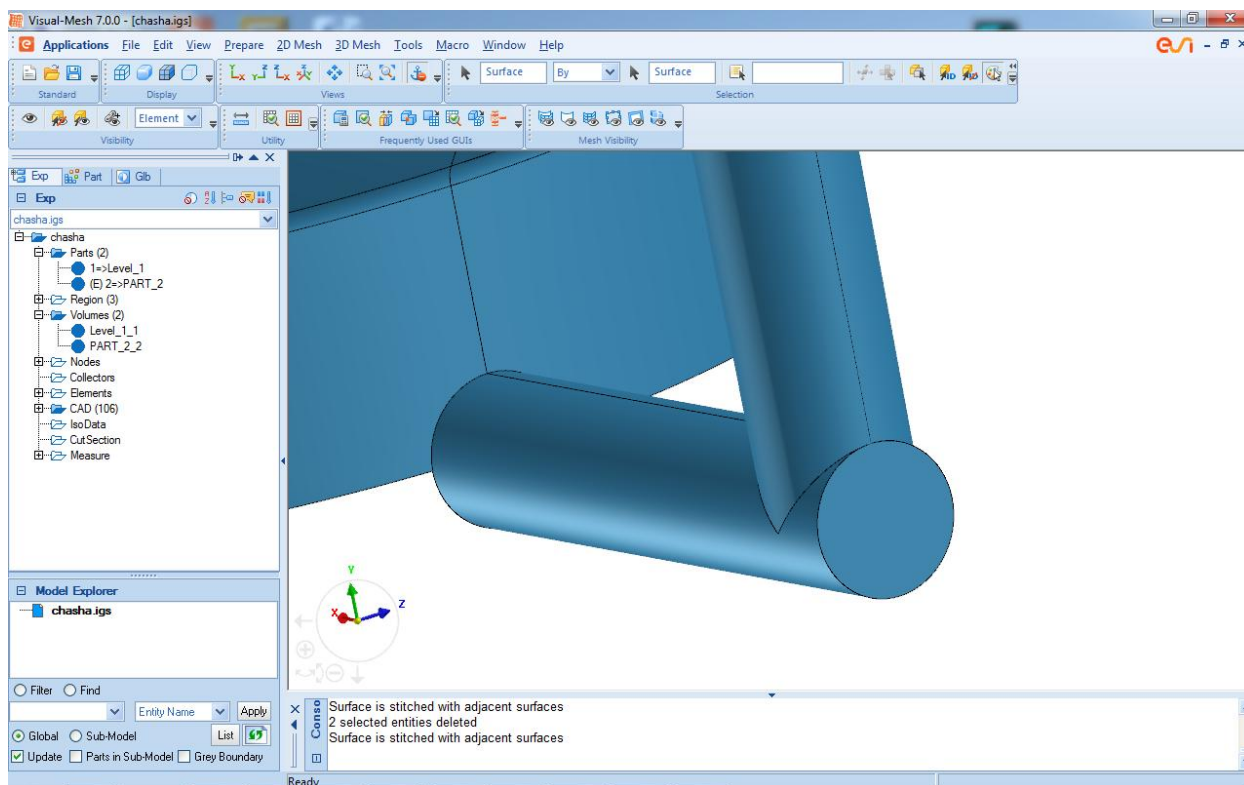 Visual-Mesh 7.0.0 - [chasha.igs]
Applications File Edit View Prepare 2D Mesh 3D Mesh Tools Macro Window Help
Surface By Surface
Standard Display Views Selection
Element
Visibility Utility Frequently Used GUIs Mesh Visibility
Exp Part Glb
Exp
chasha.igs
chasha
Parts (2)
1=>Level_1
(E) 2=>PART_2
Region (3)
Volumes (2)
Level_1_1
PART_2_2
Nodes
Collectors
Elements
CAD (106)
IsoData
CutSection
Measure
Model Explorer
chasha.igs
Filter Find
Entity Name Apply
Global Sub-Model List
Update Parts in Sub-Model Grey Boundary
Y
X
Z
Conso
Surface is stitched with adjacent surfaces
2 selected entities deleted
Surface is stitched with adjacent surfaces
Ready